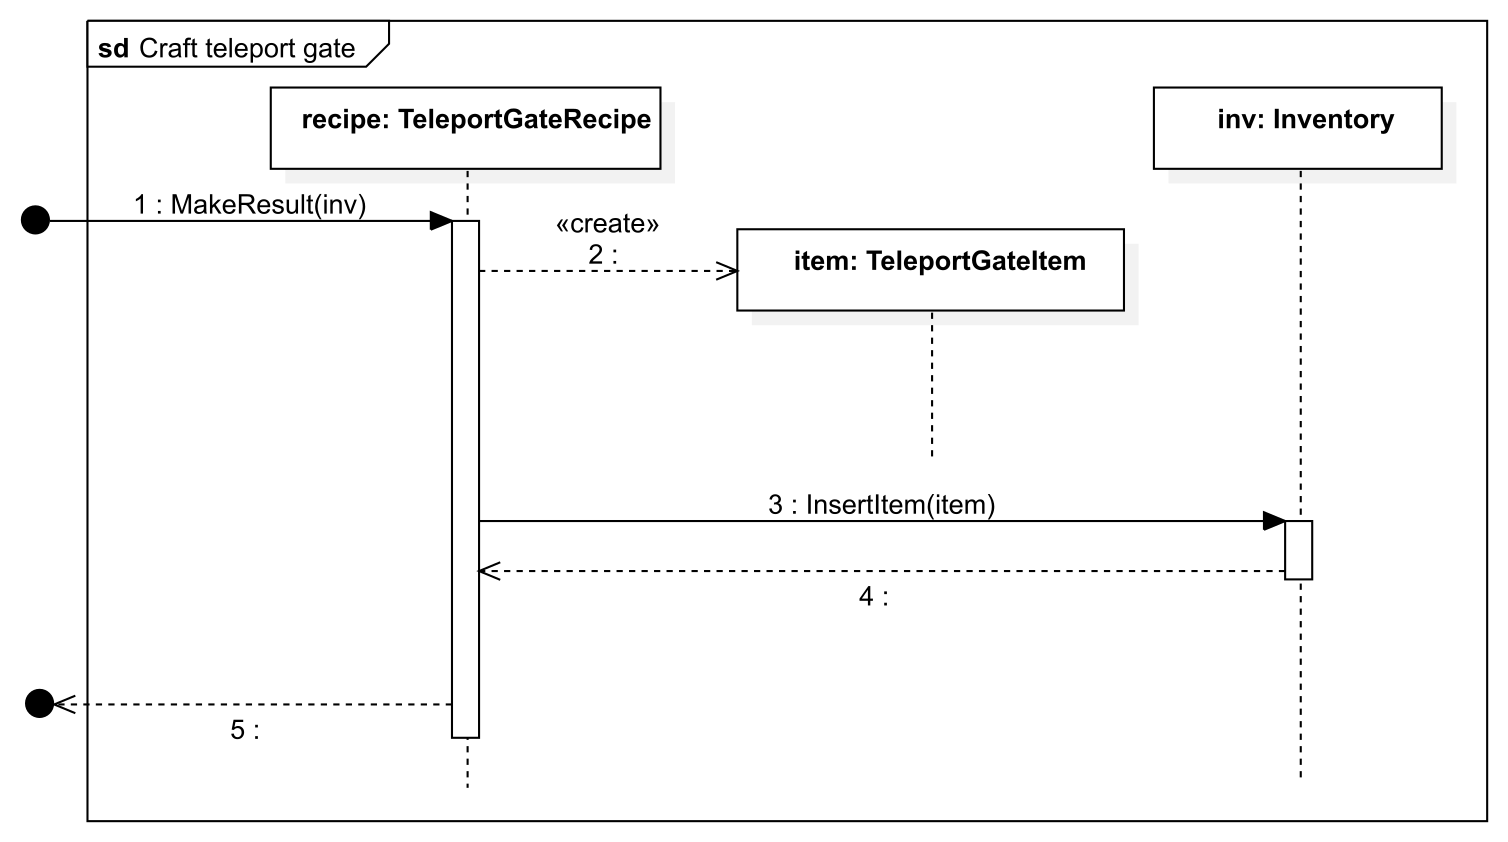 sd Craft teleport gate
recipe: TeleportGateRecipe
inv: Inventory
1 : MakeResult(inv)
«create»
2 :
item: TeleportGateItem
3 : InsertItem(item)
4 :
5 :